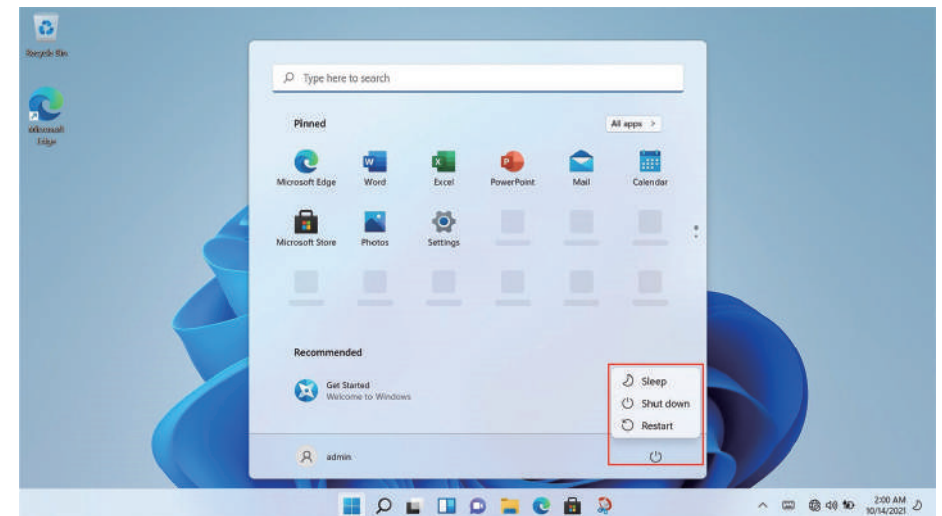 Recycle Bin
Microsoft
Edge
Type here to search
Pinned
All apps >
Microsoft Edge
Word
Excel
PowerPoint
Mail
Calendar
Microsoft Store
Photos
Settings
Recommended
Get Started
Welcome to Windows
Sleep
Shut down
Restart
admin
2:00 AM
10/14/2021